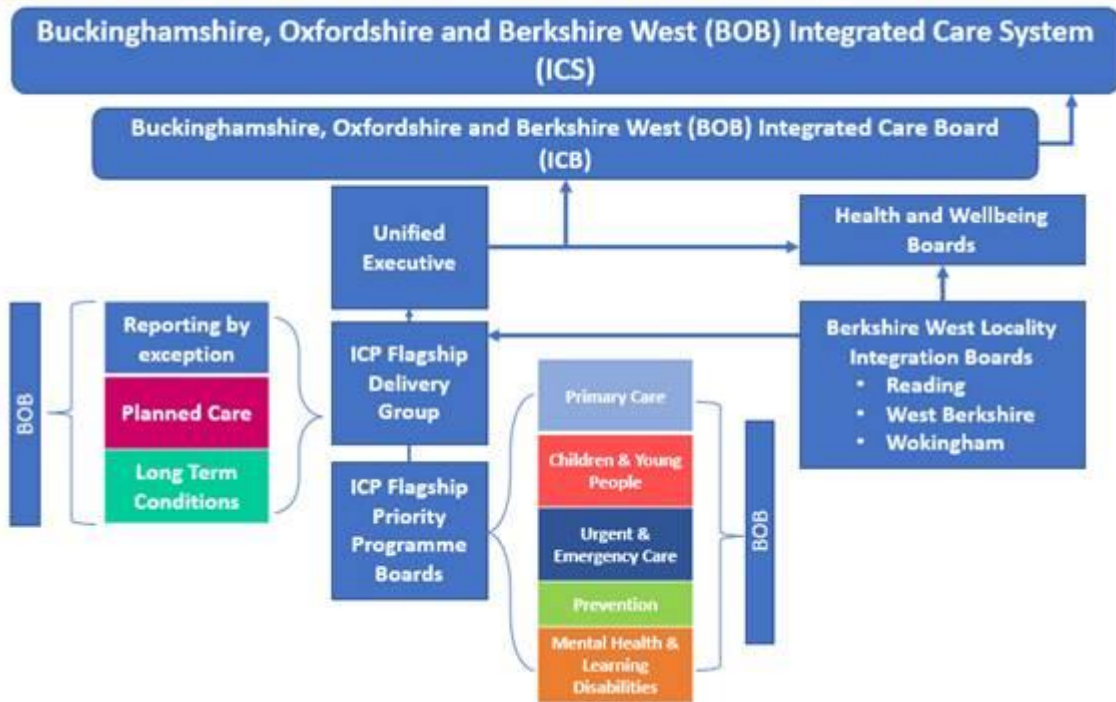 Buckinghamshire, Oxfordshire and Berkshire West (BOB) Integrated Care System
(ICS)
Buckinghamshire, Oxfordshire and Berkshire West (BOB) Integrated Care Board
(ICB)
Unified
Executive
Health and Wellbeing
Boards
BOB
Reporting by
exception
Planned Care
Long Term
Conditions
ICP Flagship
Delivery
Group
ICP Flagship
Priority
Programme
Boards
Primary Care
Children & Young
People
Urgent &
Emergency Care
Prevention
Mental Health &
Learning
Disabilities
BOB
Berkshire West Locality
Integration Boards
• Reading
• West Berkshire
• Wokingham